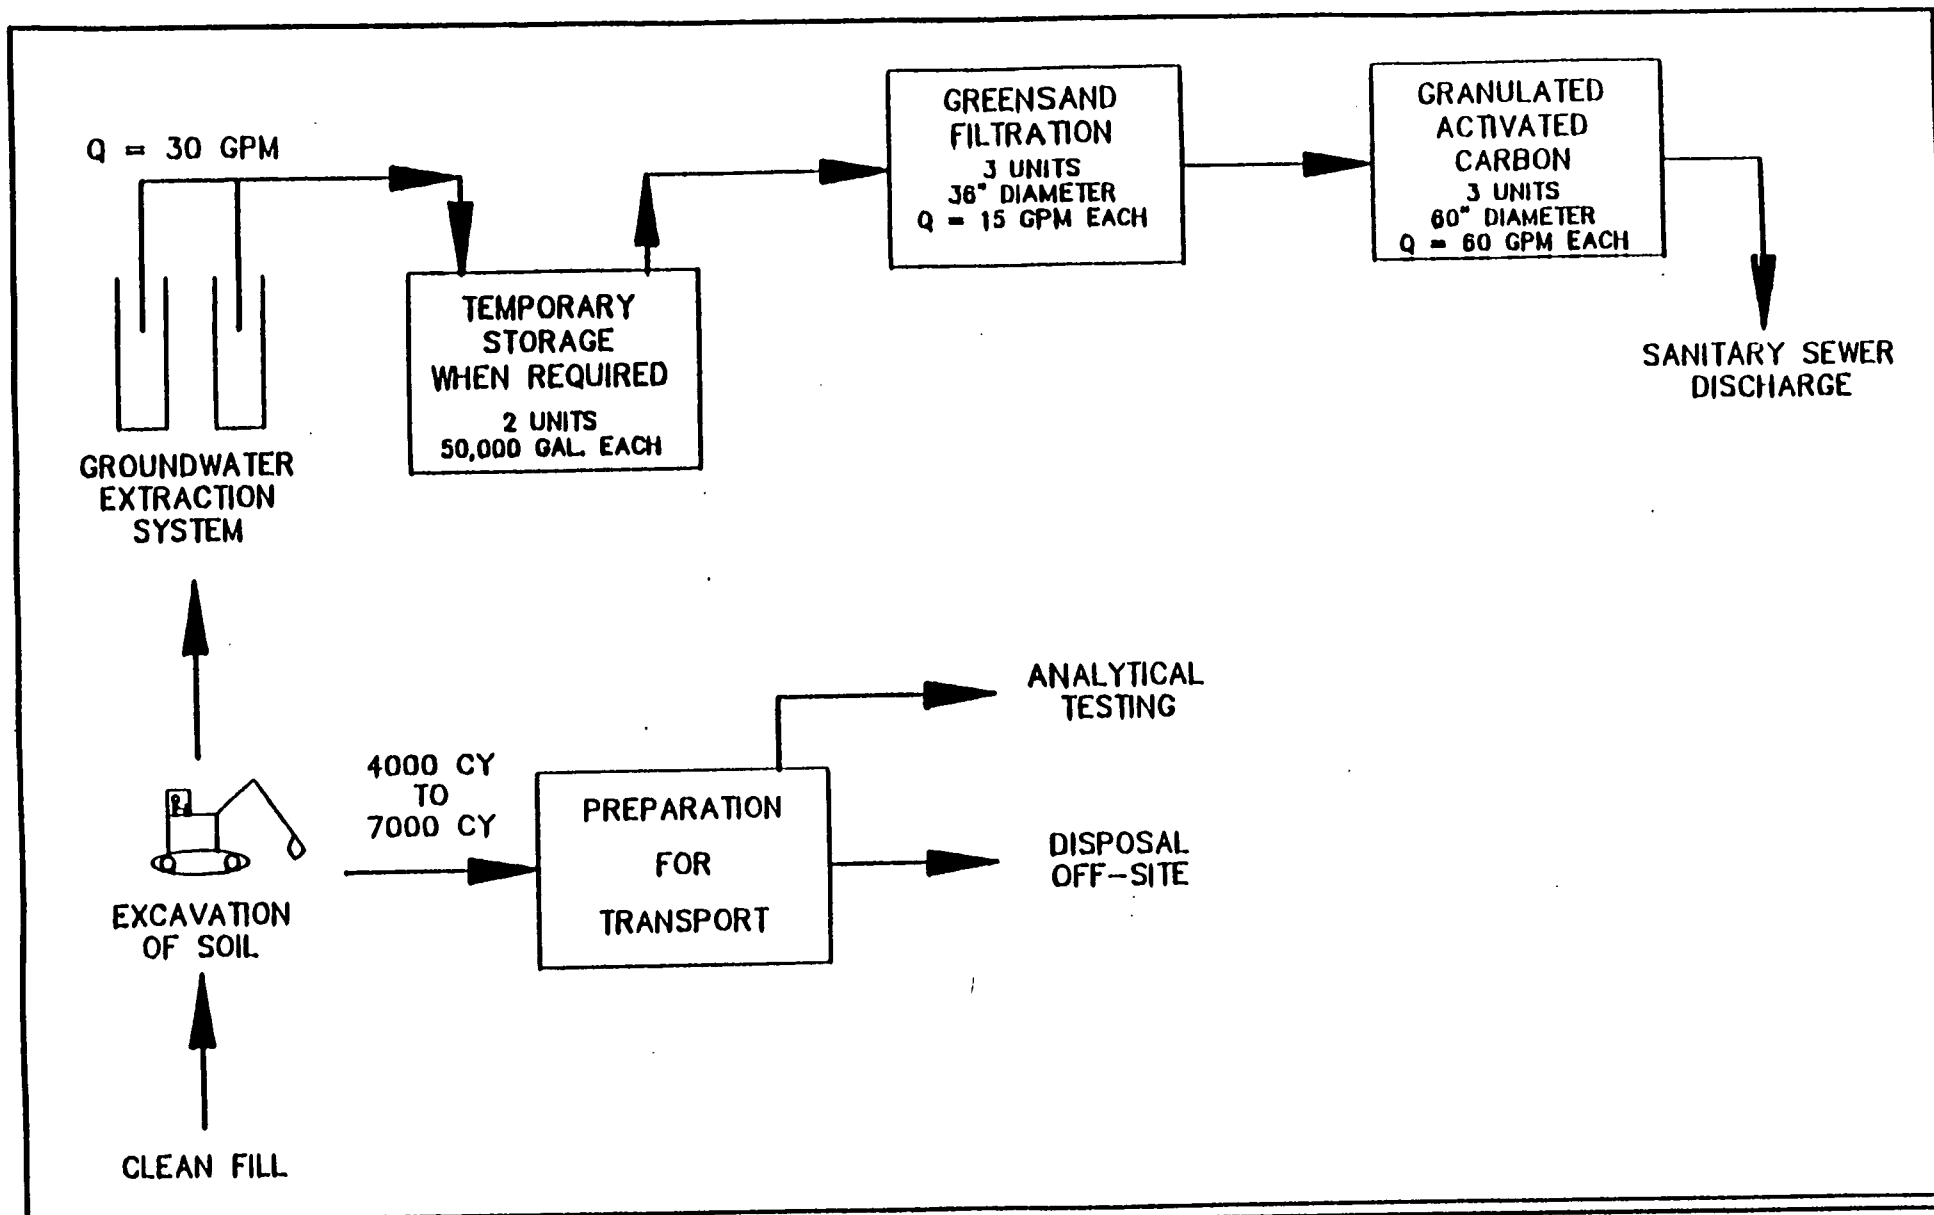 Q = 30 GPM
GROUNDWATER
EXTRACTION
SYSTEM
TEMPORARY
STORAGE
WHEN REQUIRED
2 UNITS
50,000 GAL. EACH
GREENSAND
FILTRATION
3 UNITS
36" DIAMETER
Q = 15 GPM EACH
GRANULATED
ACTIVATED
CARBON
3 UNITS
60" DIAMETER
Q = 60 GPM EACH
SANITARY SEWER
DISCHARGE
EXCAVATION
OF SOIL
4000 CY
TO
7000 CY
PREPARATION
FOR
TRANSPORT
ANALYTICAL
TESTING
DISPOSAL
OFF-SITE
CLEAN FILL